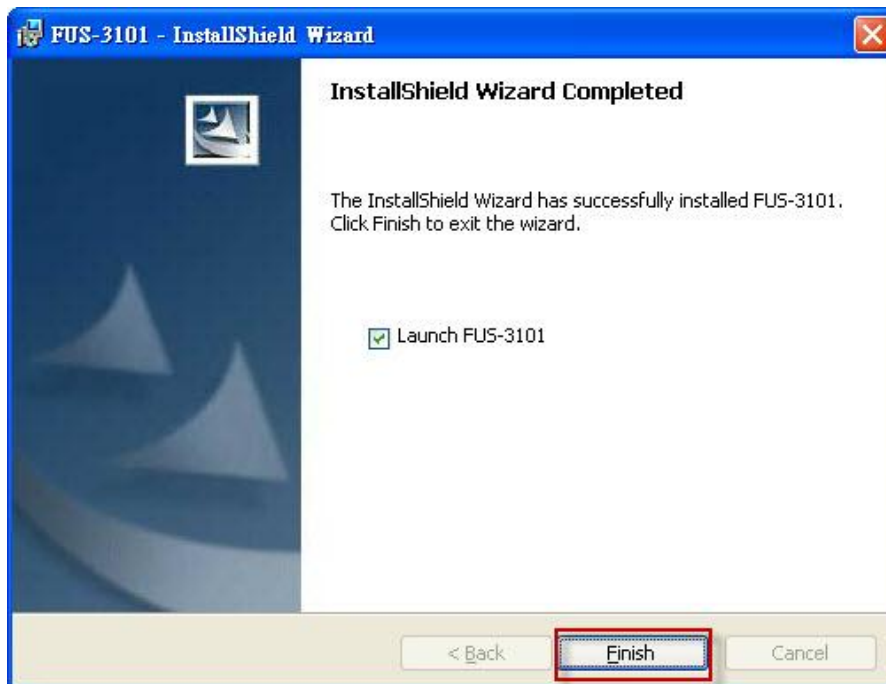 FUS-3101 - InstallShield Wizard
InstallShield Wizard Completed
The InstallShield Wizard has successfully installed FUS-3101.
Click Finish to exit the wizard.
Launch FUS-3101
< Back
Finish
Cancel